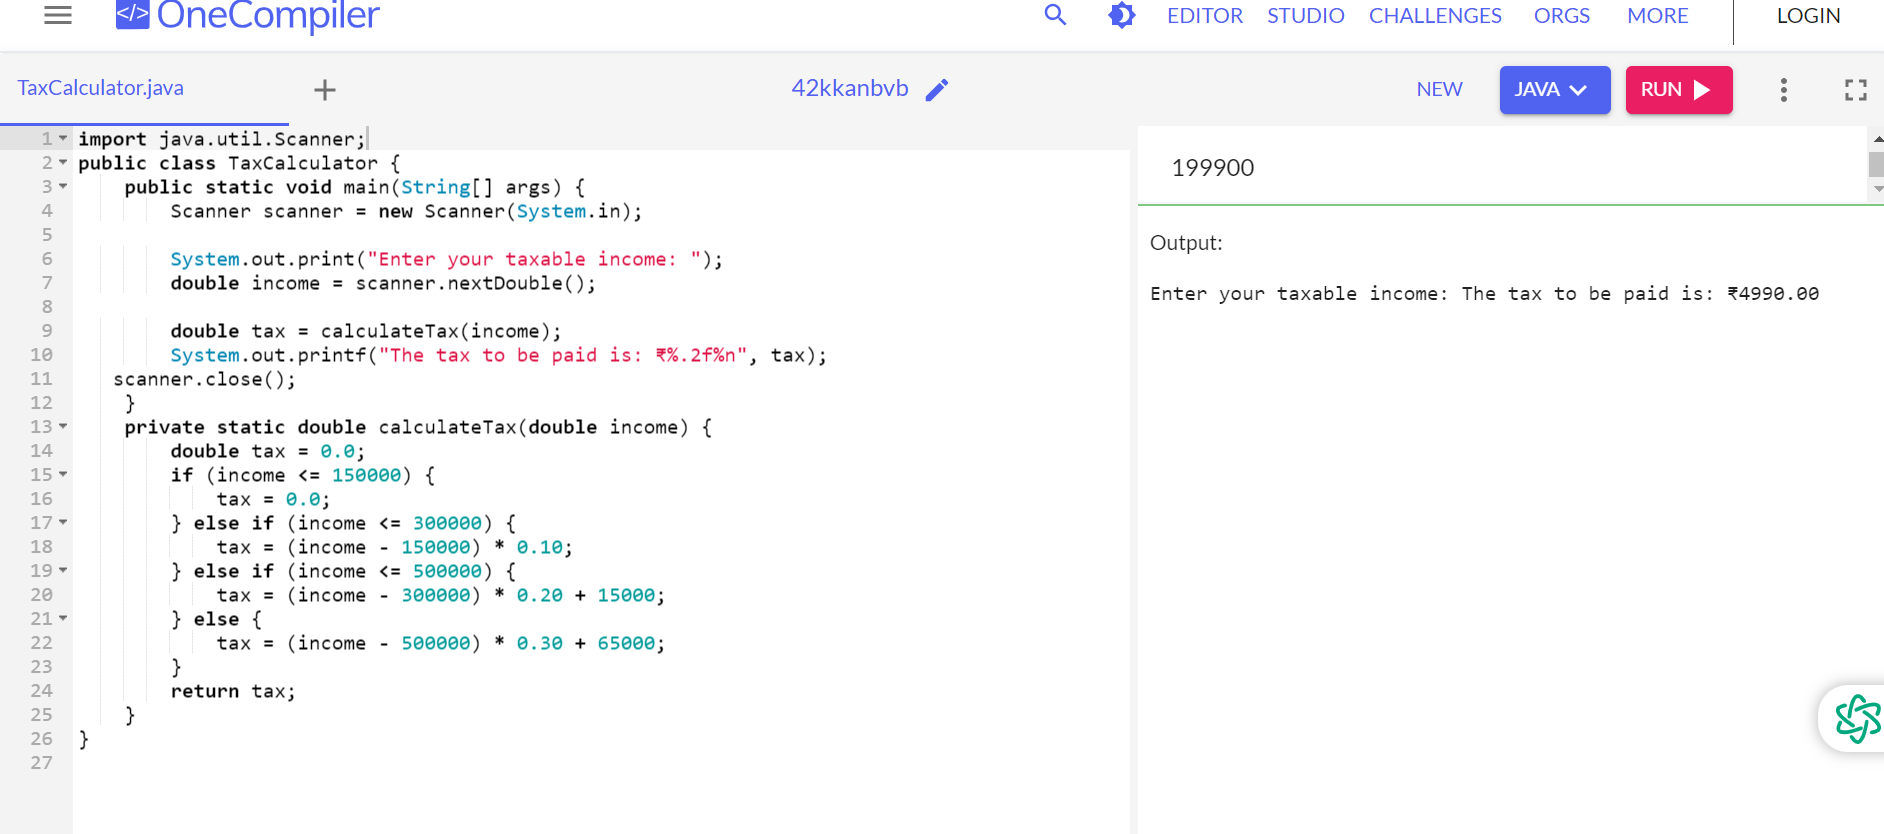 </> OneCompiler EDITOR STUDIO CHALLENGES ORGS MORE LOGIN
TaxCalculator.java + 42kkanbvb NEW JAVA RUN
1 import java.util.Scanner;
2 public class TaxCalculator {
3     public static void main(String[] args) {
4         Scanner scanner = new Scanner(System.in);
5
6         System.out.print("Enter your taxable income: ");
7         double income = scanner.nextDouble();
8
9         double tax = calculateTax(income);
10         System.out.printf("The tax to be paid is: ₹%.2f%n", tax);
11    scanner.close();
12     }
13     private static double calculateTax(double income) {
14         double tax = 0.0;
15         if (income <= 150000) {
16             tax = 0.0;
17         } else if (income <= 300000) {
18             tax = (income - 150000) * 0.10;
19         } else if (income <= 500000) {
20             tax = (income - 300000) * 0.20 + 15000;
21         } else {
22             tax = (income - 500000) * 0.30 + 65000;
23         }
24         return tax;
25     }
26 }
27
199900
Output:
Enter your taxable income: The tax to be paid is: ₹4990.00